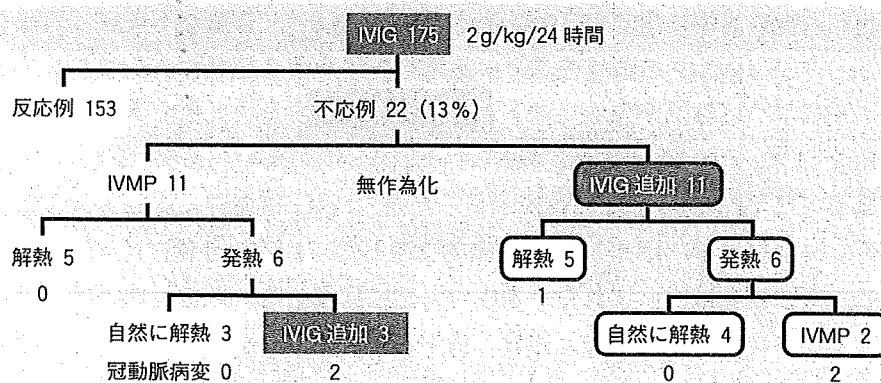 IVIG 175 2g/kg/24時間
反応例 153 不応例 22 (13%)
IVMP 11 無作為化 IVIG 追加 11
解熱 5 発熱 6 解熱 5 発熱 6
0 1
自然に解熱 3 IVIG 追加 3 自然に解熱 4 IVMP 2
冠動脈病変 0 2 0 2